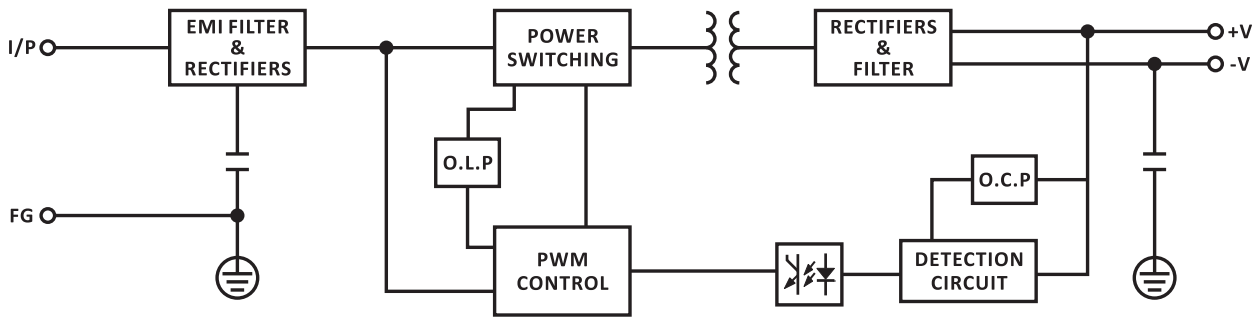 I/P
EMI FILTER
&
RECTIFIERS
POWER
SWITCHING
RECTIFIERS
&
FILTER
+V
-V
O.L.P
O.C.P
FG
PWM
CONTROL
DETECTION
CIRCUIT